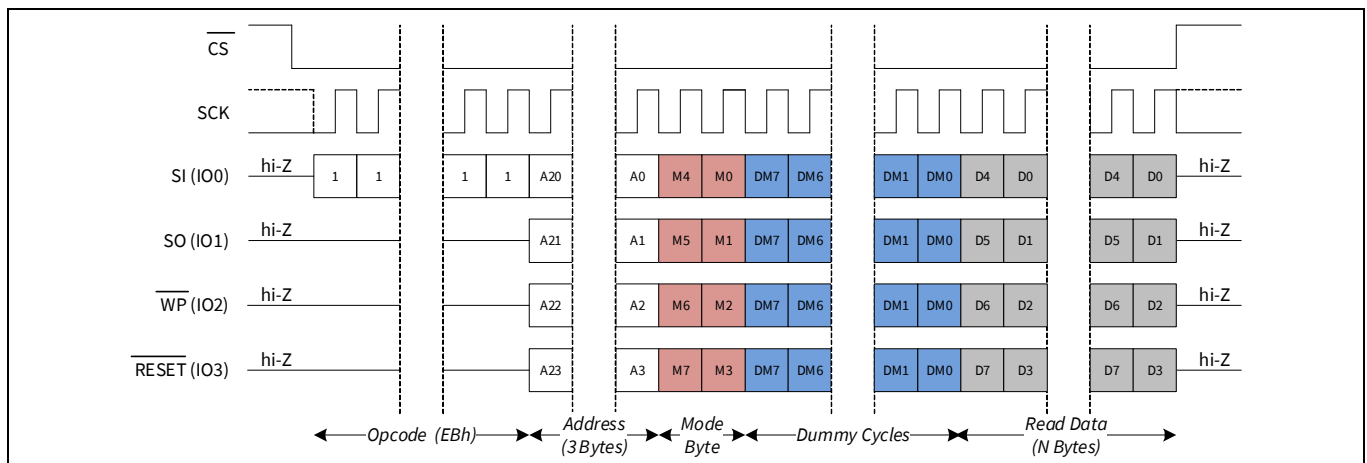 CS
SCK
SI (IO0) hi-Z 1 1 1 1 A20 A0 M4 M0 DM7 DM6 DM1 DM0 D4 D0 D4 D0 hi-Z
SO (IO1) hi-Z A21 A1 M5 M1 DM7 DM6 DM1 DM0 D5 D1 D5 D1 hi-Z
WP (IO2) hi-Z A22 A2 M6 M2 DM7 DM6 DM1 DM0 D6 D2 D6 D2 hi-Z
RESET (IO3) hi-Z A23 A3 M7 M3 DM7 DM6 DM1 DM0 D7 D3 D7 D3 hi-Z
Opcode (EBh) Address Mode Dummy Cycles Read Data
(3 Bytes) Byte (N Bytes)